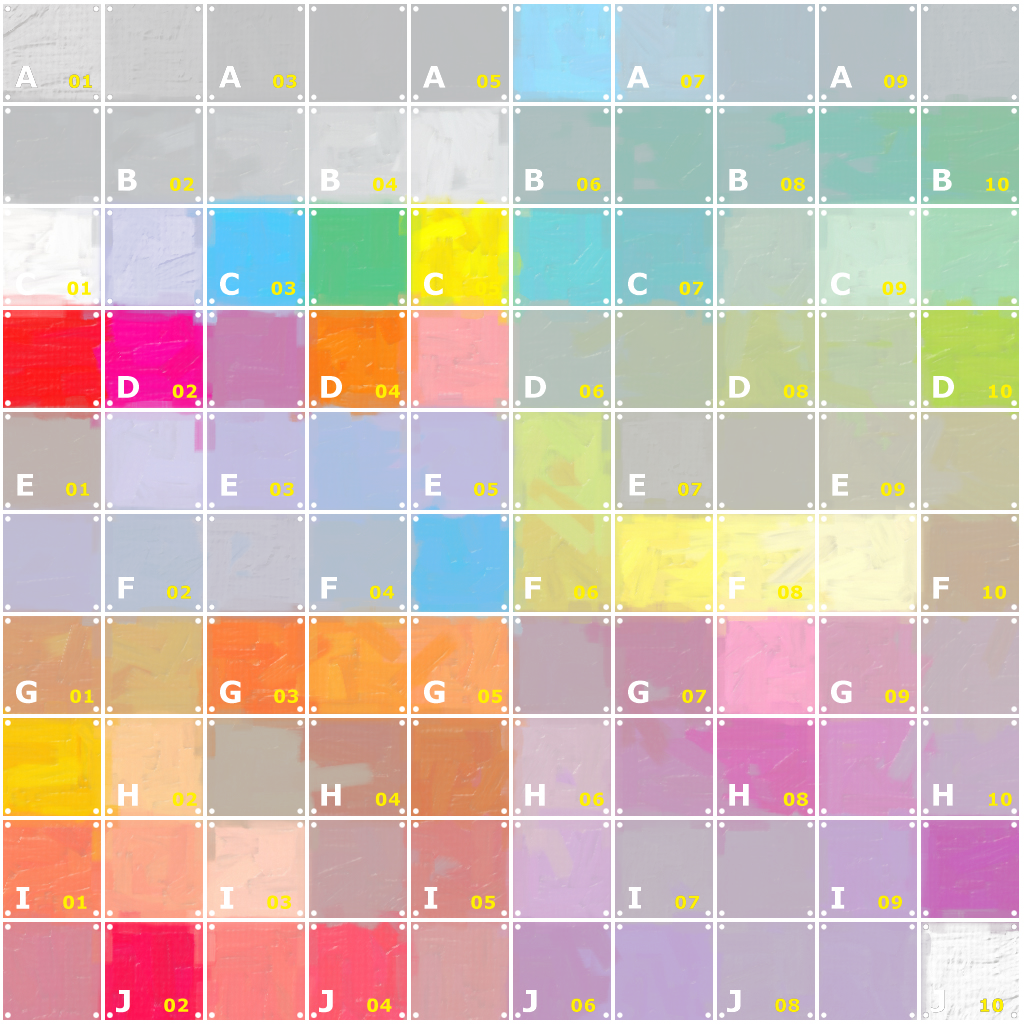 A 01 A 03 A 05 A 07 A 09
B 02 B 04 B 06 B 08 B 10
C 01 C 03 C C 07 C 09
D 02 D 04 D 06 D 08 D 10
E 01 E 03 E 05 E 07 E 09
F 02 F 04 F 06 F 08 F 10
G 01 G 03 G 05 G 07 G 09
H 02 H 04 H 06 H 08 H 10
I 01 I 03 I 05 I 07 I 09
J 02 J 04 J 06 J 08 J 10